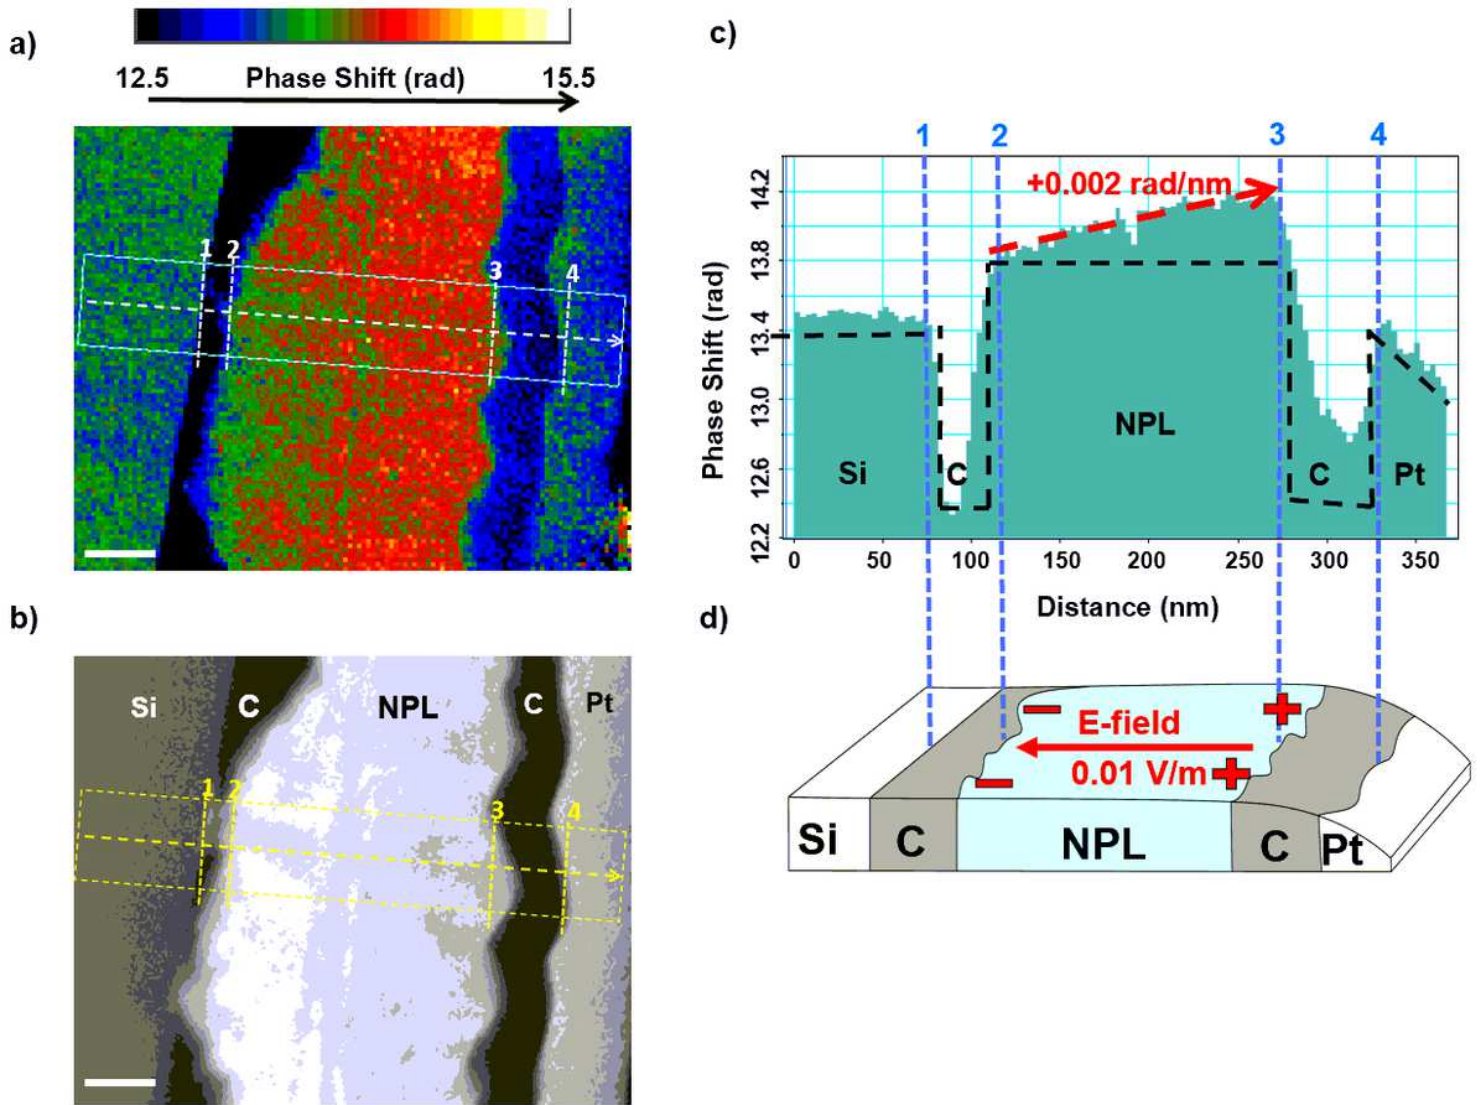 a)
12.5 Phase Shift (rad) 15.5
1 2 3 4
b)
Si C NPL C Pt
1 2 3 4
c)
1 2 3 4
+0.002 rad/nm
14.2
13.8
13.4
13.0
12.6
12.2
Phase Shift (rad)
Si C NPL C Pt
0 50 100 150 200 250 300 350
Distance (nm)
d)
E-field
0.01 V/m
Si C NPL C Pt